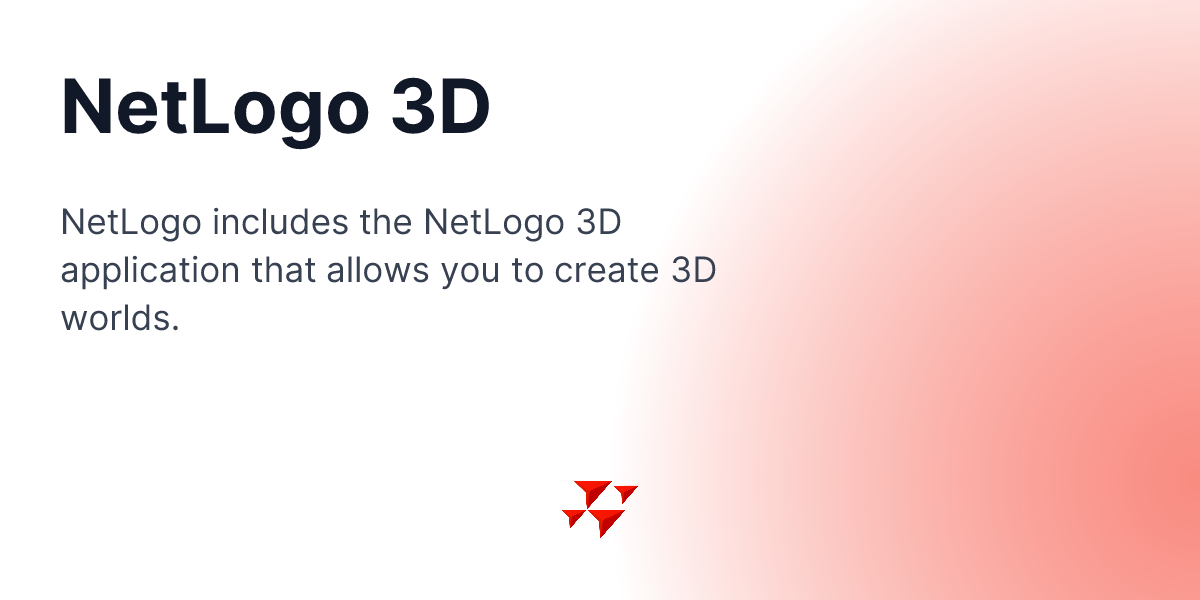 NetLogo 3D
NetLogo includes the NetLogo 3D
application that allows you to create 3D
worlds.